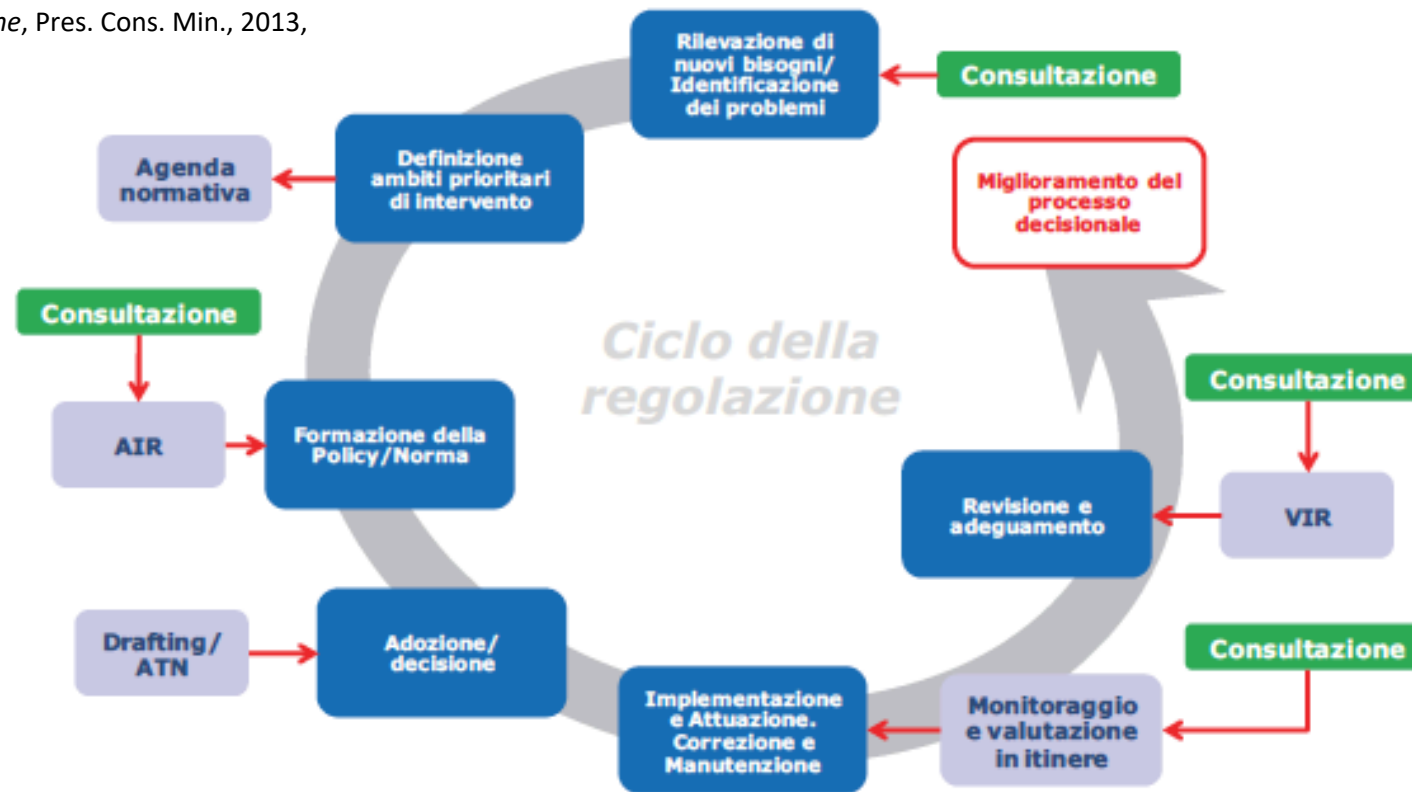 ne, Pres. Cons. Min., 2013,
Rilevazione di
nuovi bisogni/
Identificazione
dei problemi
Consultazione
Definizione
ambiti prioritari
di intervento
Agenda
normativa
Miglioramento del
processo
decisionale
Consultazione
Ciclo della
regolazione
Consultazione
AIR
Formazione della
Policy/Norma
Revisione e
adeguamento
VIR
Drafting/
ATN
Adozione/
decisione
Consultazione
Implementazione
e Attuazione.
Correzione e
Manutenzione
Monitoraggio
e valutazione
in itinere